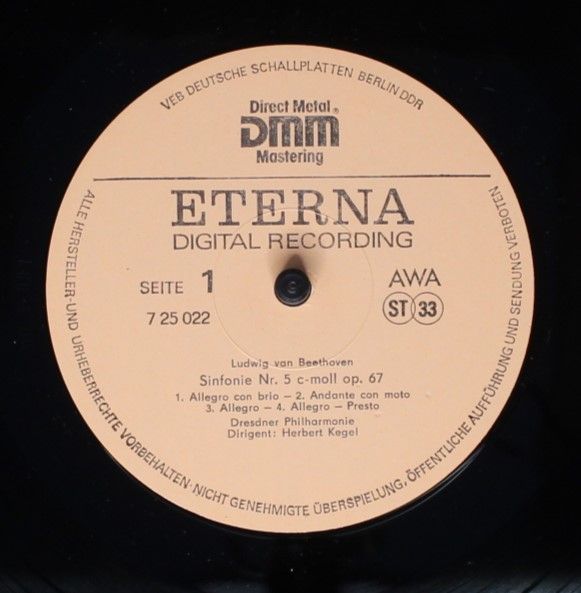 VEB DEUTSCHE SCHALLPLATTEN BERLIN DDR
Direct Metal®
DMM
Mastering
ETERNA
DIGITAL RECORDING
SEITE 1
AWA
7 25 022
ST 33
Ludwig van Beethoven
Sinfonie Nr. 5 c-moll op. 67
1. Allegro con brio – 2. Andante con moto
3. Allegro – 4. Allegro – Presto
Dresdner Philharmonie
Dirigent: Herbert Kegel
ALLE HERSTELLER-UND URHEBERRECHTE VORBEHALTEN·NICHT GENEHMIGTE ÜBERSPIELUNG, ÖFFENTLICHE AUFFÜHRUNG UND SENDUNG VERBOTEN